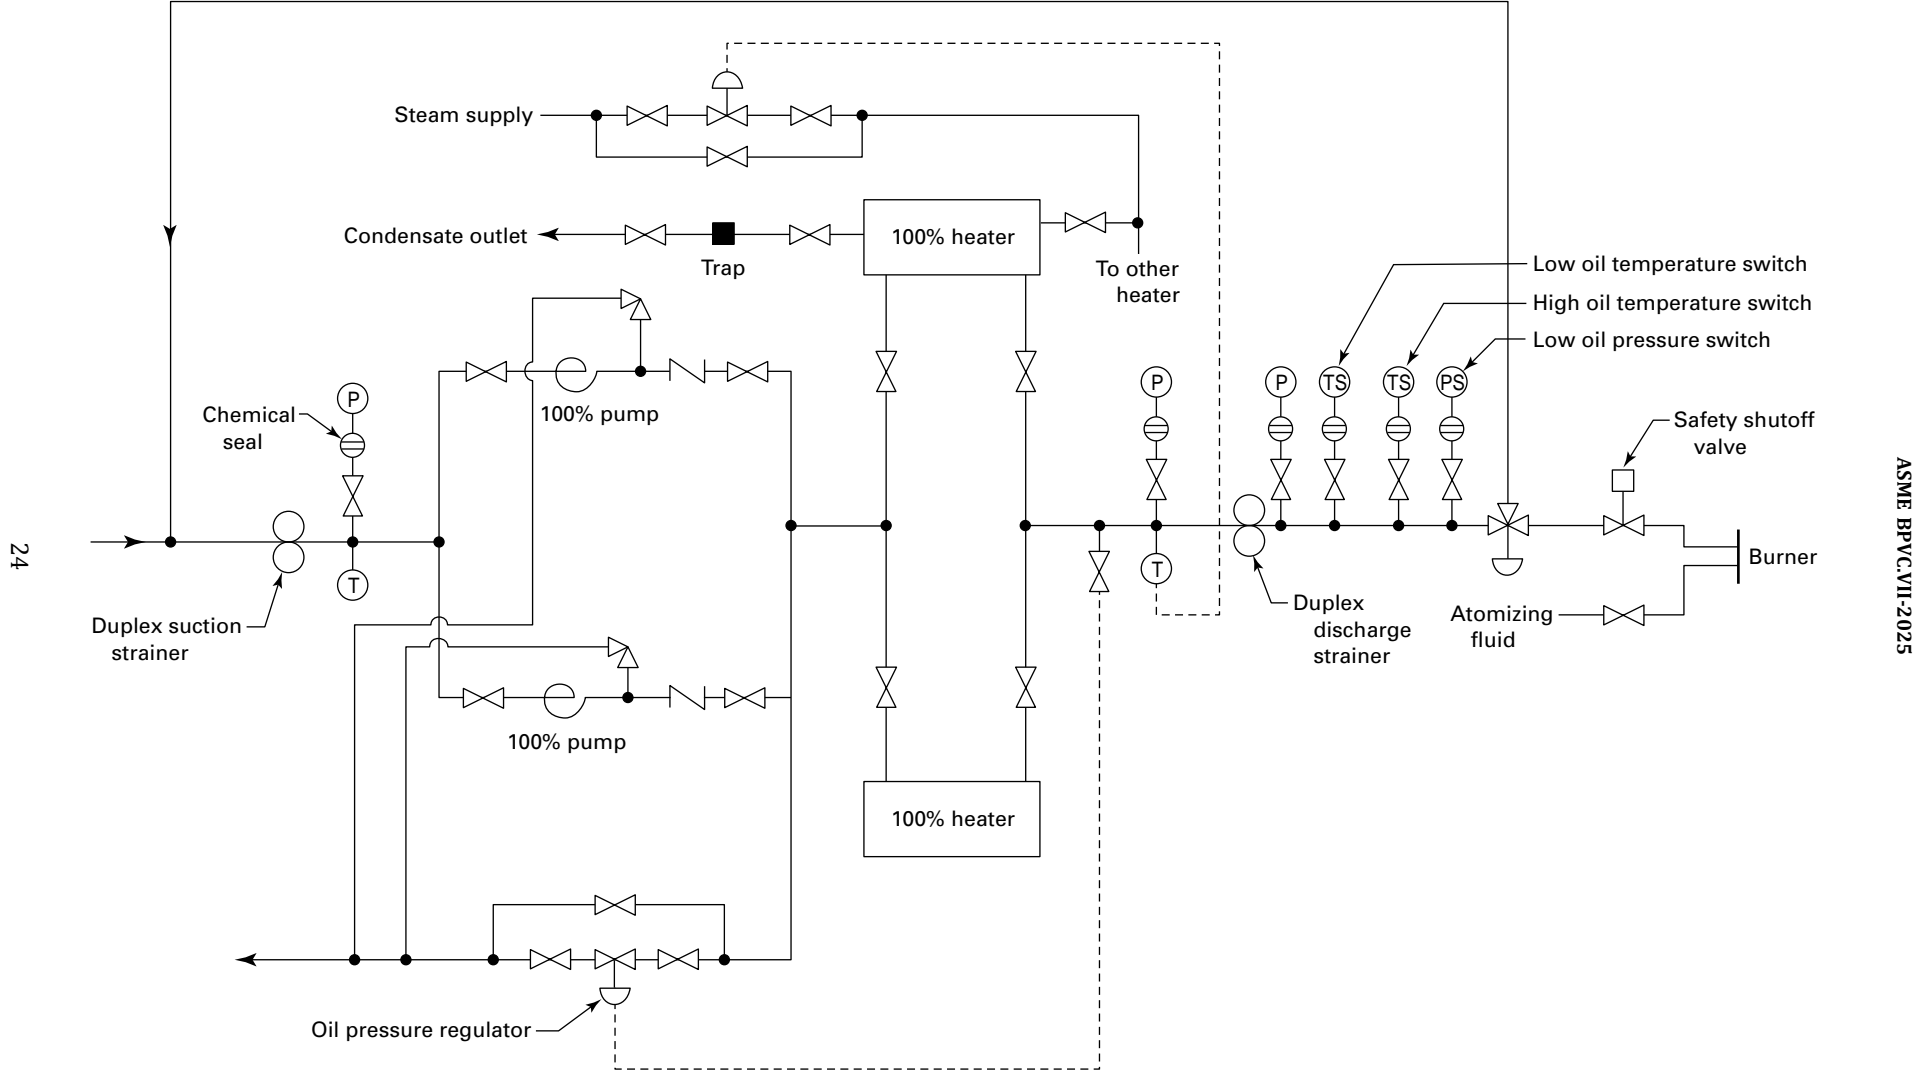 Steam supply
Condensate outlet
Trap
100% heater
To other
heater
Low oil temperature switch
High oil temperature switch
Low oil pressure switch
P
TS
TS
PS
P
P
Chemical
seal
100% pump
Safety shutoff
valve
T
T
Duplex suction
strainer
Duplex
discharge
strainer
Burner
Atomizing
fluid
100% pump
100% heater
Oil pressure regulator
24
ASME BPVC.VII-2025